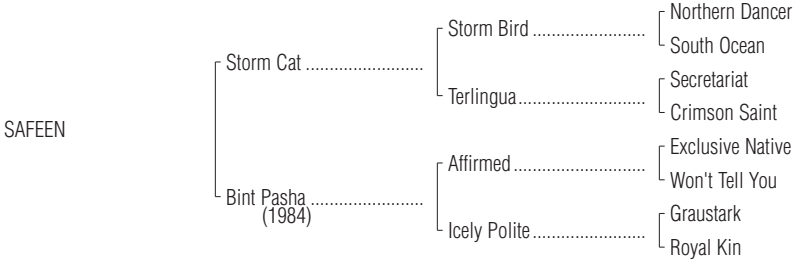 Northern Dancer
Storm Bird ........................
South Ocean
Storm Cat ........................
Secretariat
Terlingua..........................
Crimson Saint
SAFEEN
Exclusive Native
Affirmed...........................
Won't Tell You
Bint Pasha ........................
(1984)
Graustark
Icely Polite.......................
Royal Kin